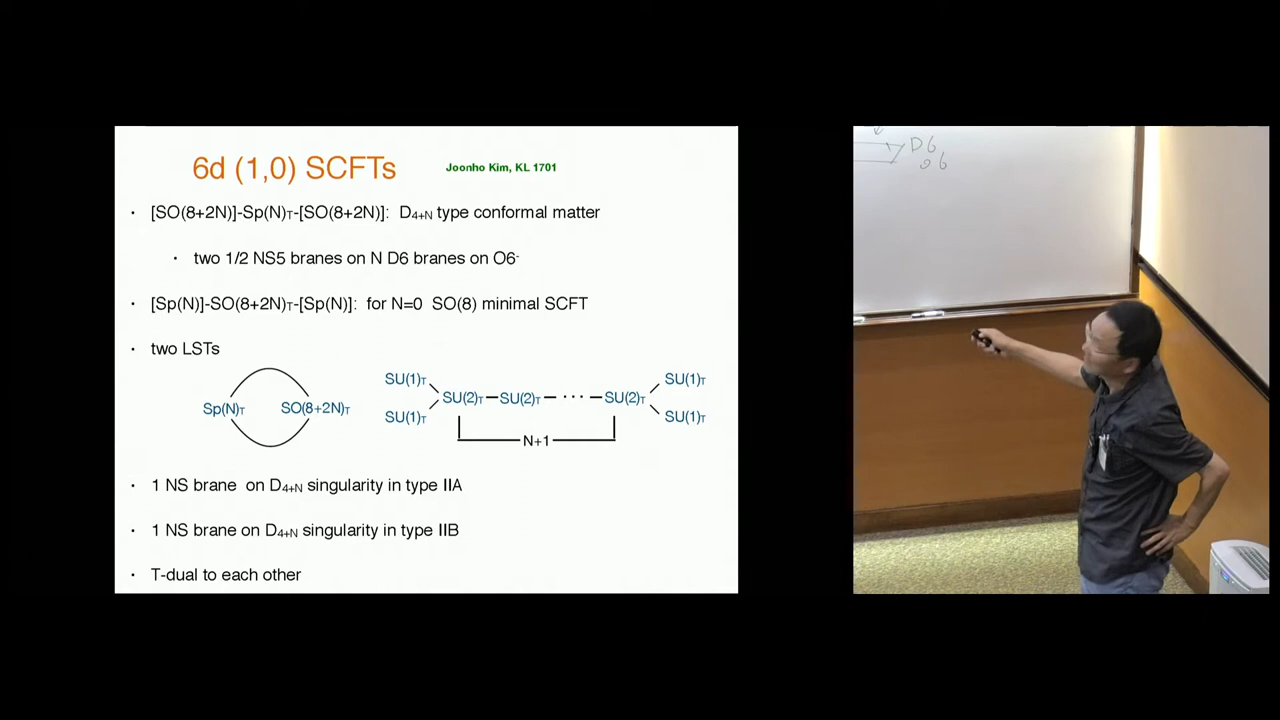 6d (1,0) SCFTs
Joonho Kim, KL 1701
· [SO(8+2N)]-Sp(N)T-[SO(8+2N)]: D4+N type conformal matter
· two 1/2 NS5 branes on N D6 branes on O6-
· [Sp(N)]-SO(8+2N)T-[Sp(N)]: for N=0 SO(8) minimal SCFT
· two LSTs
Sp(N)T SO(8+2N)T
SU(1)T SU(1)T
SU(2)T SU(2)T ··· SU(2)T
SU(1)T SU(1)T
N+1
· 1 NS brane on D4+N singularity in type IIA
· 1 NS brane on D4+N singularity in type IIB
· T-dual to each other
D6
O6